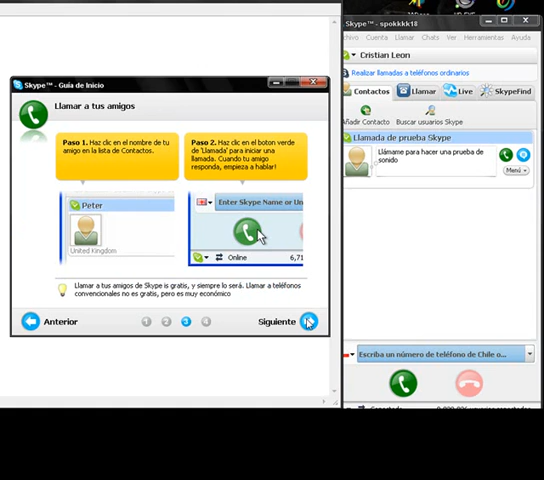 Skype™ - Guía de Inicio
Llamar a tus amigos
Paso 1. Haz clic en el nombre de tu
amigo en la lista de Contactos.
Paso 2. Haz clic en el boton verde
de 'Llamada' para iniciar una
llamada. Cuando tu amigo
responda, empieza a hablar!
Peter
United Kingdom
Enter Skype Name or Un
Online 6,71
Llamar a tus amigos de Skype es gratis, y siempre lo será. Llamar a teléfonos
convencionales no es gratis, pero es muy económico
Anterior
1 2 3 4
Siguiente
Skype™ - spokkkk18
chivo Cuenta Llamar Chats Ver Herramientas Ayuda
Cristian Leon
Realizar llamadas a teléfonos ordinarios
Contactos Llamar Live SkypeFind
Añadir Contacto Buscar usuarios Skype
Llamada de prueba Skype
Llámame para hacer una prueba de
sonido
Menú
Escriba un número de teléfono de Chile o...